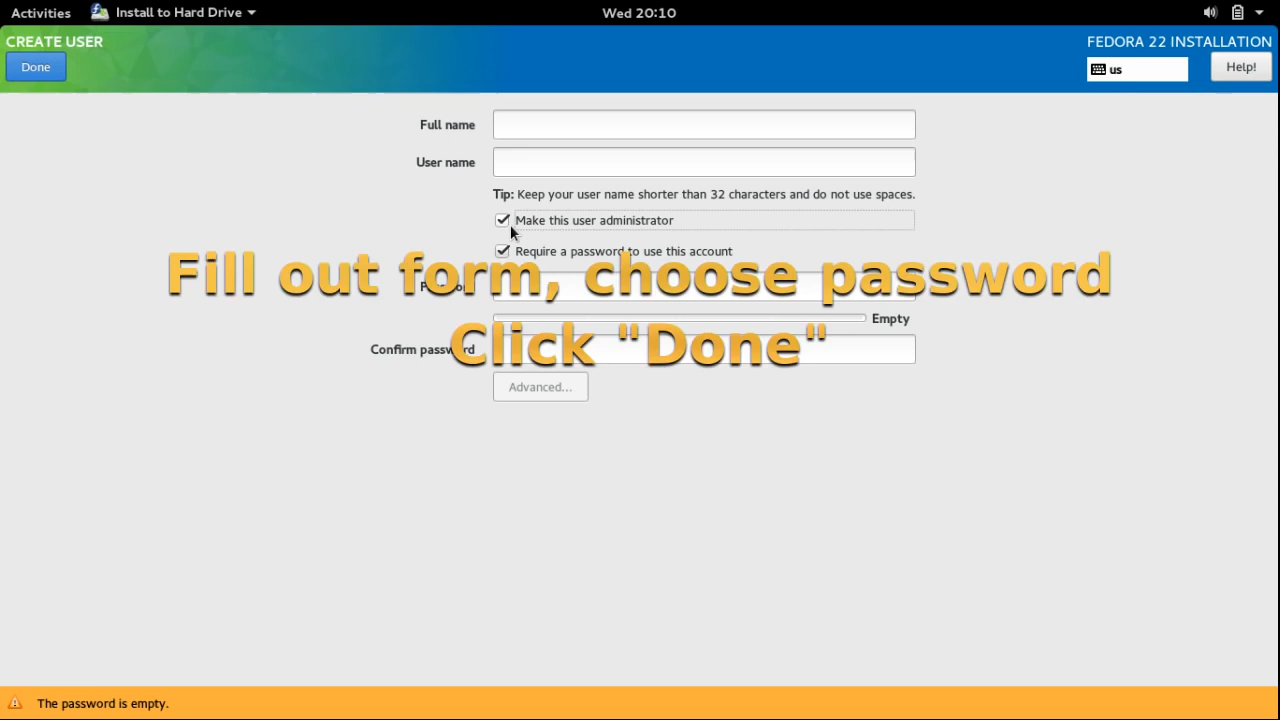 Activities Install to Hard Drive Wed 20:10
CREATE USER FEDORA 22 INSTALLATION
Done us Help!
Full name
User name
Tip: Keep your user name shorter than 32 characters and do not use spaces.
Make this user administrator
Require a password to use this account
Fill out form, choose password
Password
Empty
Click "Done"
Confirm password
Advanced...
The password is empty.